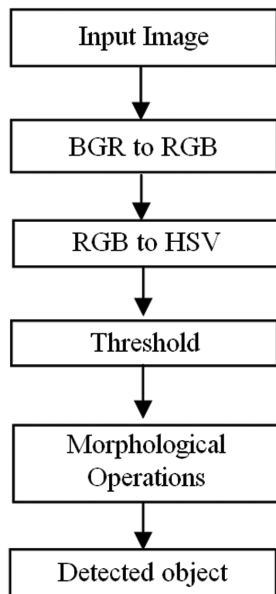 Input Image
BGR to RGB
RGB to HSV
Threshold
Morphological
Operations
Detected object